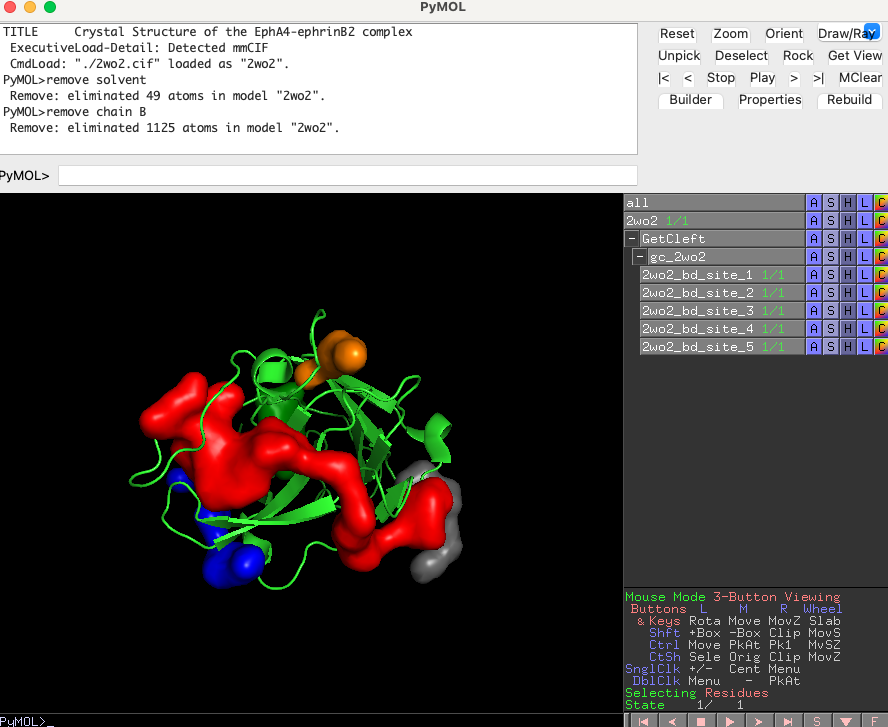 PyMOL
TITLE     Crystal Structure of the EphA4-ephrinB2 complex
ExecutiveLoad-Detail: Detected mmCIF
CmdLoad: "./2wo2.cif" loaded as "2wo2".
PyMOL>remove solvent
Remove: eliminated 49 atoms in model "2wo2".
PyMOL>remove chain B
Remove: eliminated 1125 atoms in model "2wo2".
PyMOL>
Reset Zoom Orient Draw/Ray
Unpick Deselect Rock Get View
|< < Stop Play > >| MClear
Builder Properties Rebuild
all A S H L C
2wo2 1/1 A S H L C
- GetCleft A S H L C
- gc_2wo2 A S H L C
2wo2_bd_site_1 1/1 A S H L C
2wo2_bd_site_2 1/1 A S H L C
2wo2_bd_site_3 1/1 A S H L C
2wo2_bd_site_4 1/1 A S H L C
2wo2_bd_site_5 1/1 A S H L C
Mouse Mode 3-Button Viewing
Buttons L M R Wheel
& Keys Rota Move MovZ Slab
Shft +Box -Box Clip MovS
Ctrl Move PkAt Pk1 MvSZ
CtSh Sele Orig Clip MovZ
SnglClk +/- Cent Menu
DblClk Menu - PkAt
Selecting Residues
State 1/ 1
PyMOL>_
S F